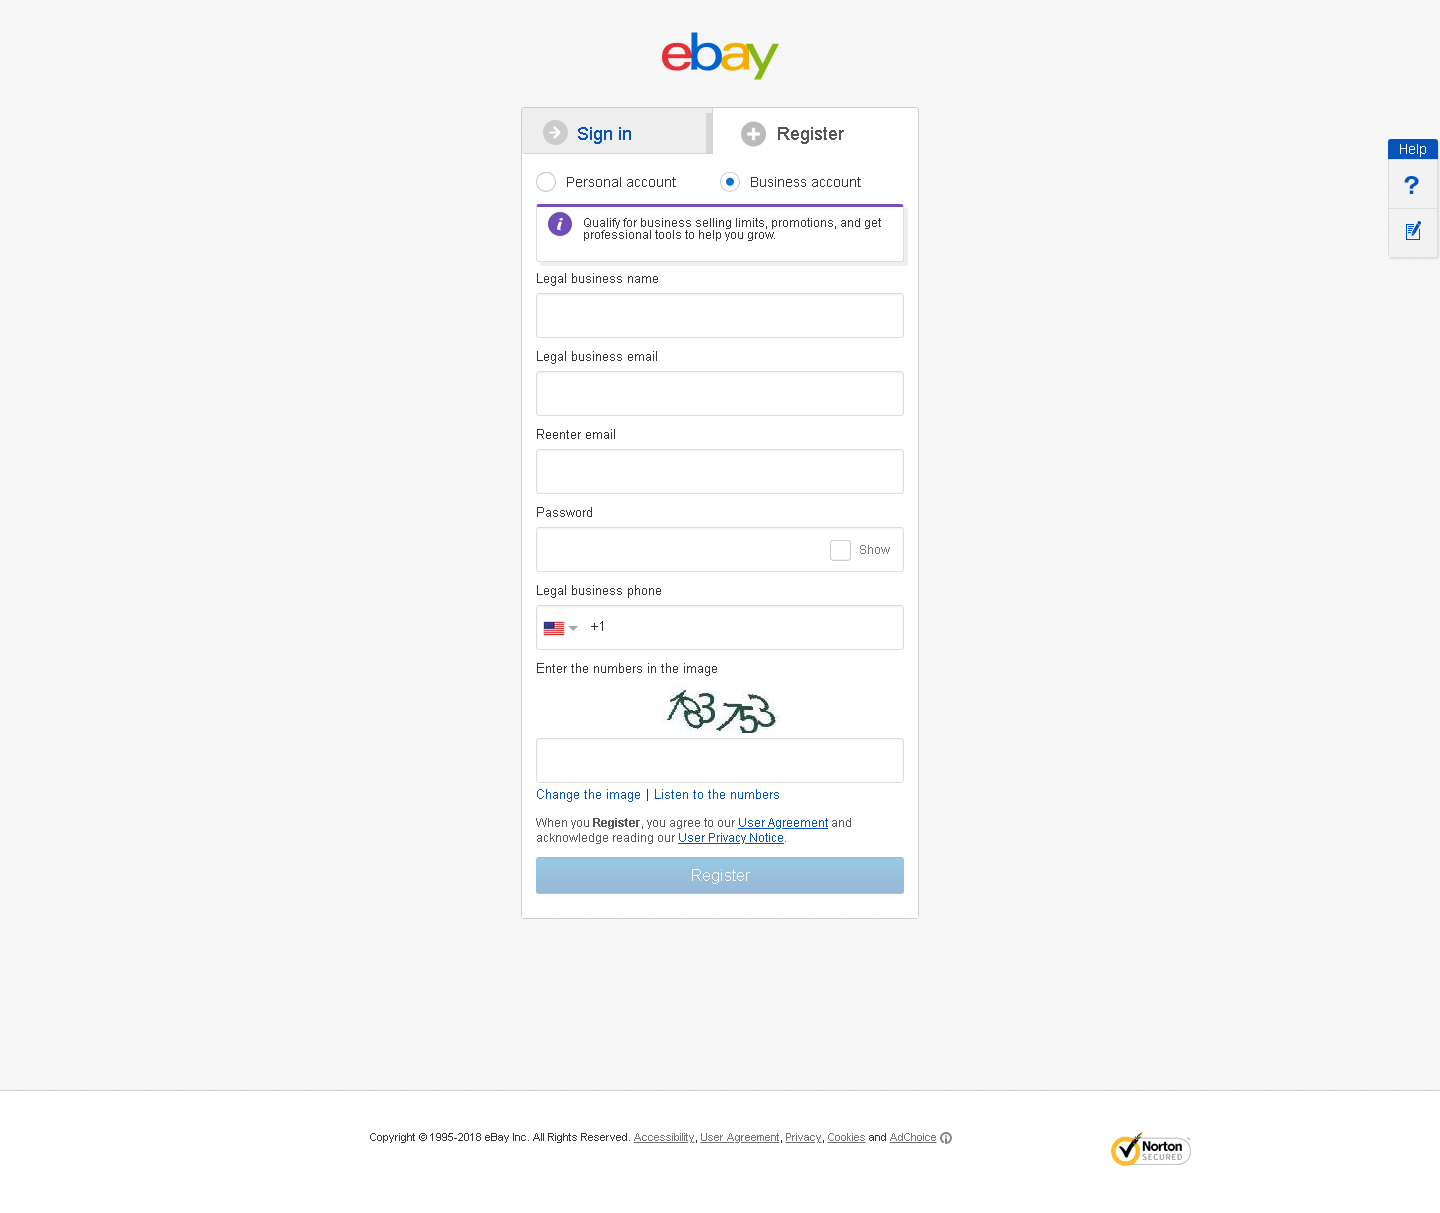 ebay
Sign in
Register
Help
Personal account
Business account
?
i
Qualify for business selling limits, promotions, and get
professional tools to help you grow.
Legal business name
Legal business email
Reenter email
Password
Show
Legal business phone
+1
Enter the numbers in the image
783753
Change the image | Listen to the numbers
When you Register, you agree to our User Agreement and
acknowledge reading our User Privacy Notice.
Register
Copyright © 1995-2018 eBay Inc. All Rights Reserved. Accessibility, User Agreement, Privacy, Cookies and AdChoice
Norton
SECURED